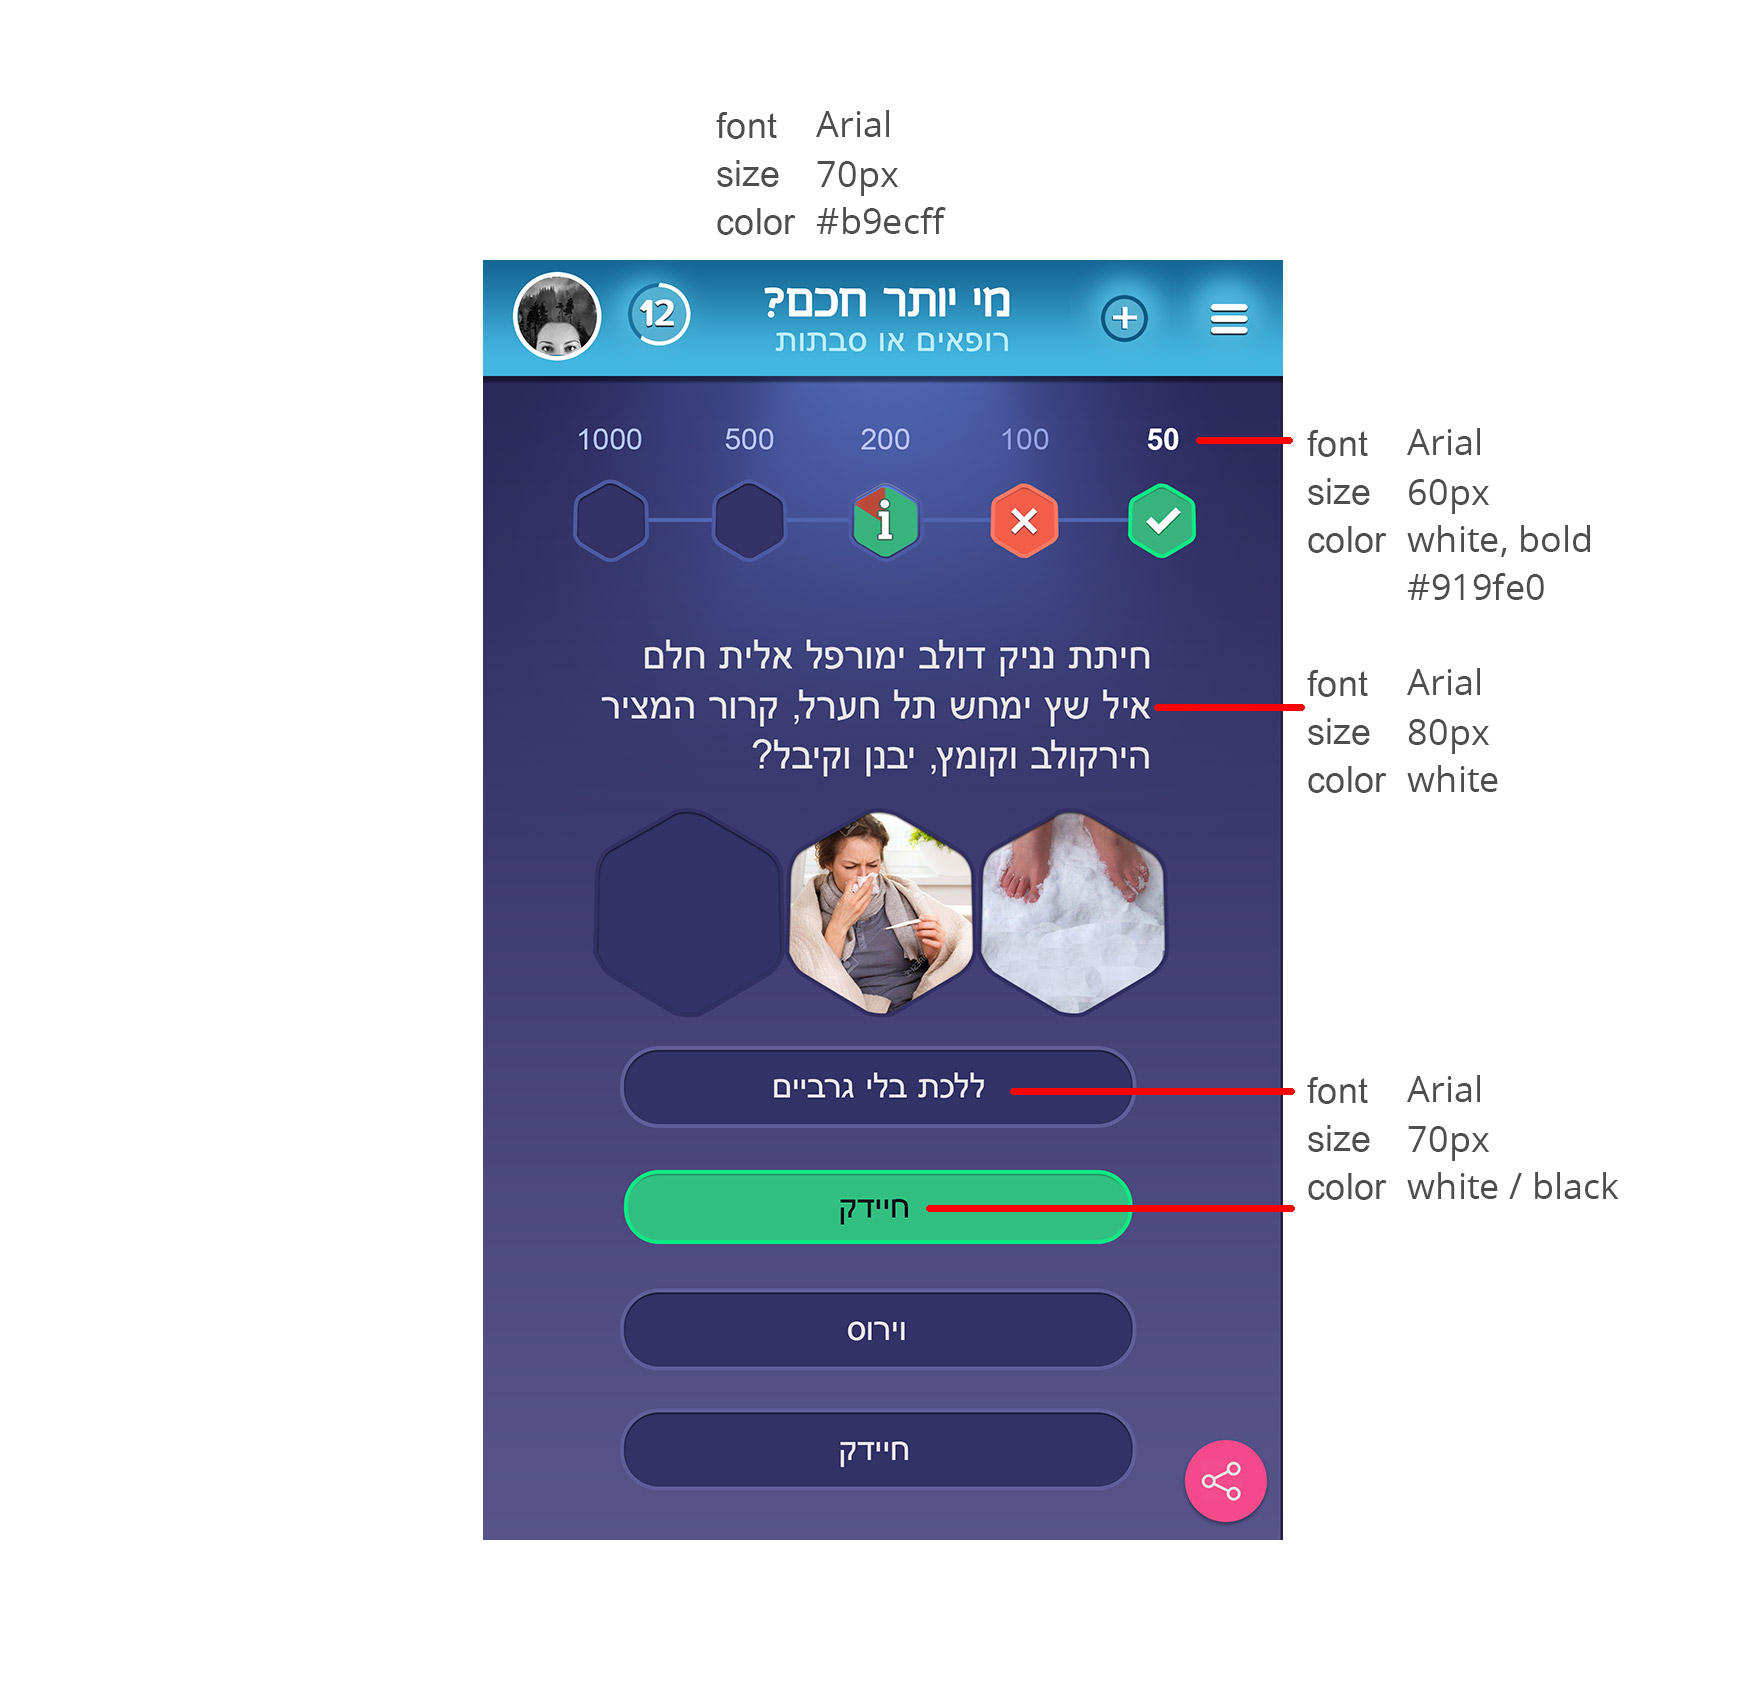 font Arial
size 70px
color #b9ecff
מי יותר חכם?
רופאים או סבתות
12
1000 500 200 100 50
font Arial
size 60px
color white, bold
#919fe0
חיתת נניק דולב ימורפל אלית חלם
איל שץ ימחש תל חערל, קרור המציר
הירקולב וקומץ, יבנן וקיבל?
font Arial
size 80px
color white
ללכת בלי גרביים
חיידק
וירוס
חיידק
font Arial
size 70px
color white / black